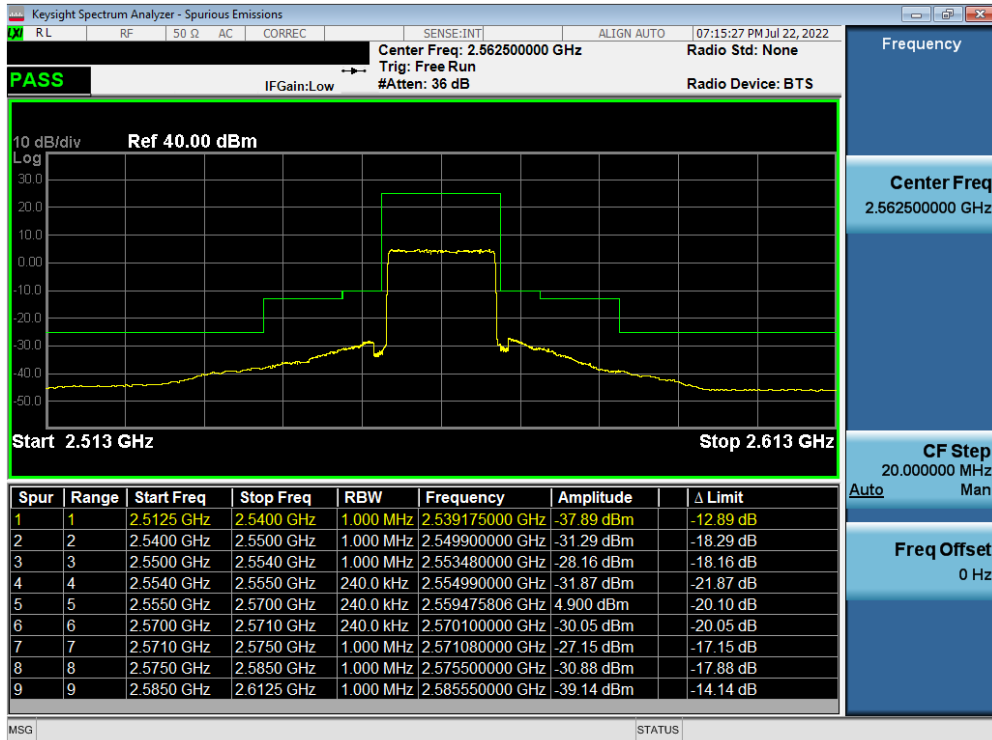 Keysight Spectrum Analyzer - Spurious Emissions
LXI RL RF 50 Ω AC CORREC SENSE:INT ALIGN AUTO 07:15:27 PM Jul 22, 2022
Center Freq: 2.562500000 GHz Radio Std: None
Trig: Free Run
PASS IFGain:Low #Atten: 36 dB Radio Device: BTS
Frequency
10 dB/div Ref 40.00 dBm
Log
30.0
20.0
10.0
0.00
-10.0
-20.0
-30.0
-40.0
-50.0
Start 2.513 GHz Stop 2.613 GHz
Center Freq
2.562500000 GHz
CF Step
20.000000 MHz
Auto Man
Freq Offset
0 Hz
Spur Range Start Freq Stop Freq RBW Frequency Amplitude Δ Limit
1 1 2.5125 GHz 2.5400 GHz 1.000 MHz 2.539175000 GHz -37.89 dBm -12.89 dB
2 2 2.5400 GHz 2.5500 GHz 1.000 MHz 2.549900000 GHz -31.29 dBm -18.29 dB
3 3 2.5500 GHz 2.5540 GHz 1.000 MHz 2.553480000 GHz -28.16 dBm -18.16 dB
4 4 2.5540 GHz 2.5550 GHz 240.0 kHz 2.554990000 GHz -31.87 dBm -21.87 dB
5 5 2.5550 GHz 2.5700 GHz 240.0 kHz 2.559475806 GHz 4.900 dBm -20.10 dB
6 6 2.5700 GHz 2.5710 GHz 240.0 kHz 2.570100000 GHz -30.05 dBm -20.05 dB
7 7 2.5710 GHz 2.5750 GHz 1.000 MHz 2.571080000 GHz -27.15 dBm -17.15 dB
8 8 2.5750 GHz 2.5850 GHz 1.000 MHz 2.575500000 GHz -30.88 dBm -17.88 dB
9 9 2.5850 GHz 2.6125 GHz 1.000 MHz 2.585550000 GHz -39.14 dBm -14.14 dB
MSG STATUS